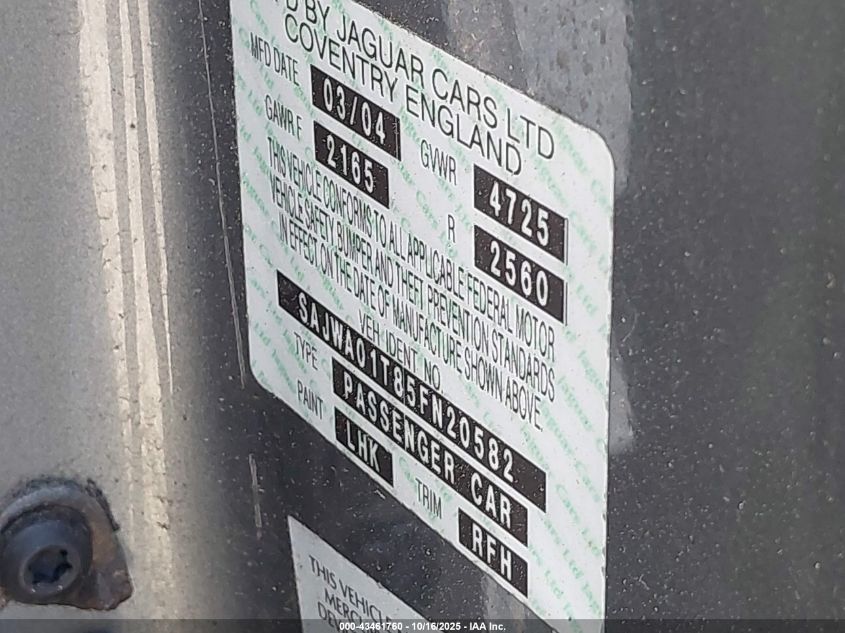 D BY JAGUAR CARS LTD
COVENTRY ENGLAND
MFD DATE 03/04 GVWR 4725
GAWR F 2165 R 2560
THIS VEHICLE CONFORMS TO ALL APPLICABLE FEDERAL MOTOR
VEHICLE SAFETY BUMPER AND THEFT PREVENTION STANDARDS
IN EFFECT ON THE DATE OF MANUFACTURE SHOWN ABOVE.
VEH. IDENT. NO.
SAJWA01T85FN20582
TYPE PASSENGER CAR
PAINT LHK TRIM RFH
THIS VEHICL
MERC
DE
000-43461760 - 10/16/2025 - IAA Inc.